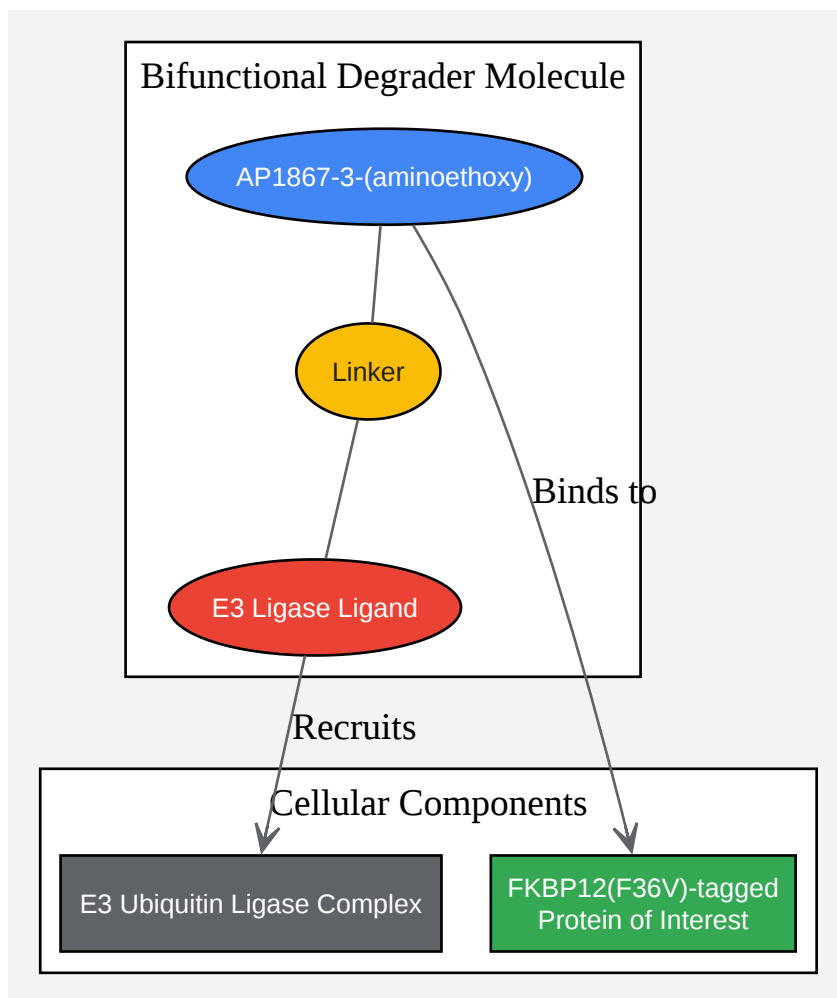 Bifunctional Degrader Molecule
AP1867-3-(aminoethoxy)
Linker
Binds to
E3 Ligase Ligand
Recruits
Cellular Components
E3 Ubiquitin Ligase Complex
FKBP12(F36V)-tagged
Protein of Interest